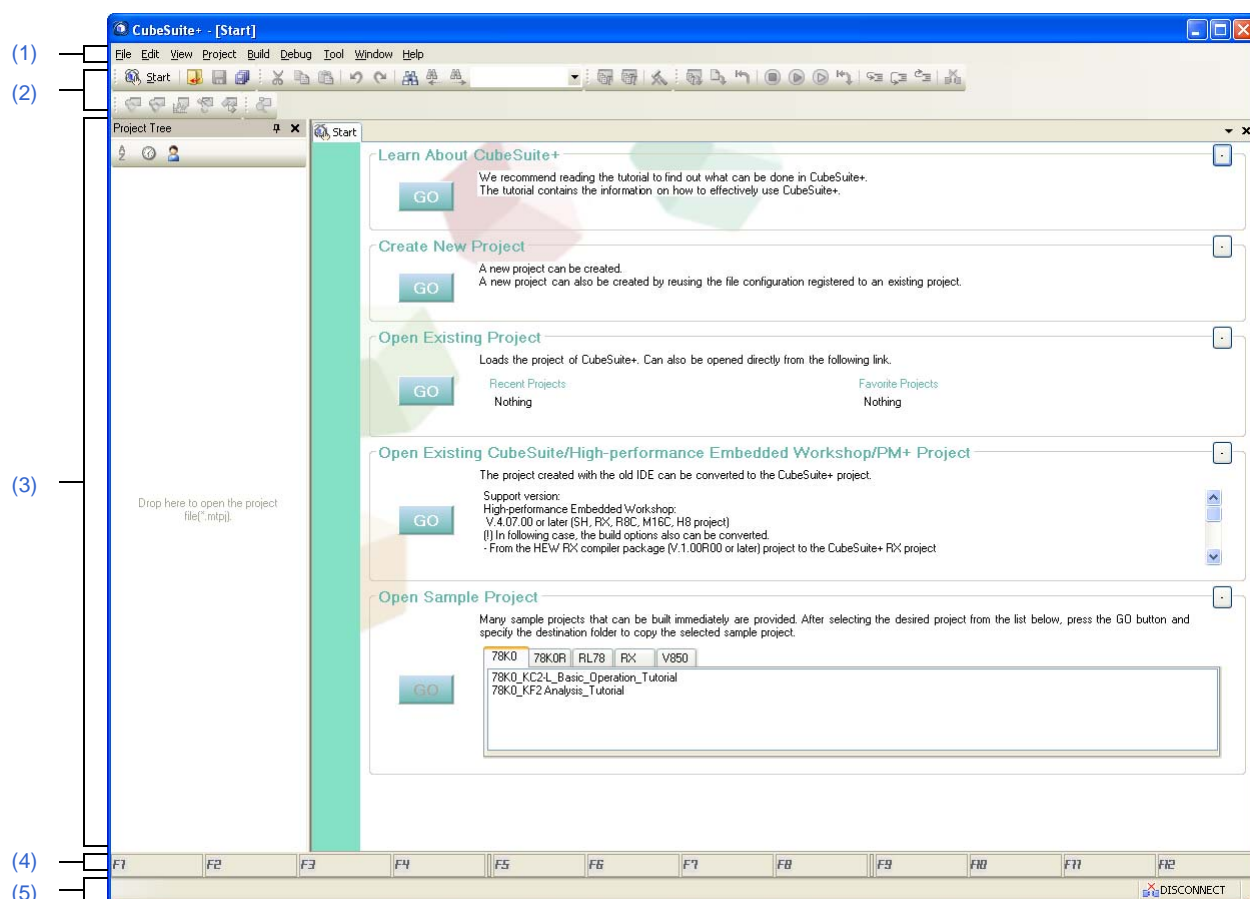 CubeSuite+ - [Start]
(1)
File Edit View Project Build Debug Tool Window Help
(2)
Start
Project Tree
Start
(3)
Drop here to open the project
file(*.mtpj).
Learn About CubeSuite+
GO
We recommend reading the tutorial to find out what can be done in CubeSuite+.
The tutorial contains the information on how to effectively use CubeSuite+.
Create New Project
GO
A new project can be created.
A new project can also be created by reusing the file configuration registered to an existing project.
Open Existing Project
GO
Loads the project of CubeSuite+. Can also be opened directly from the following link.
Recent Projects Favorite Projects
Nothing Nothing
Open Existing CubeSuite/High-performance Embedded Workshop/PM+ Project
GO
The project created with the old IDE can be converted to the CubeSuite+ project.
Support version:
High-performance Embedded Workshop:
V.4.07.00 or later (SH, RX, R8C, M16C, H8 project)
(!) In following case, the build options also can be converted.
- From the HEW RX compiler package (V.1.00R00 or later) project to the CubeSuite+ RX project
Open Sample Project
GO
Many sample projects that can be built immediately are provided. After selecting the desired project from the list below, press the GO button and
specify the destination folder to copy the selected sample project.
78K0 78K0R RL78 RX V850
78K0_KC2-L_Basic_Operation_Tutorial
78K0_KF2 Analysis_Tutorial
(4)
F1 F2 F3 F4 F5 F6 F7 F8 F9 F10 F11 F12
(5)
DISCONNECT